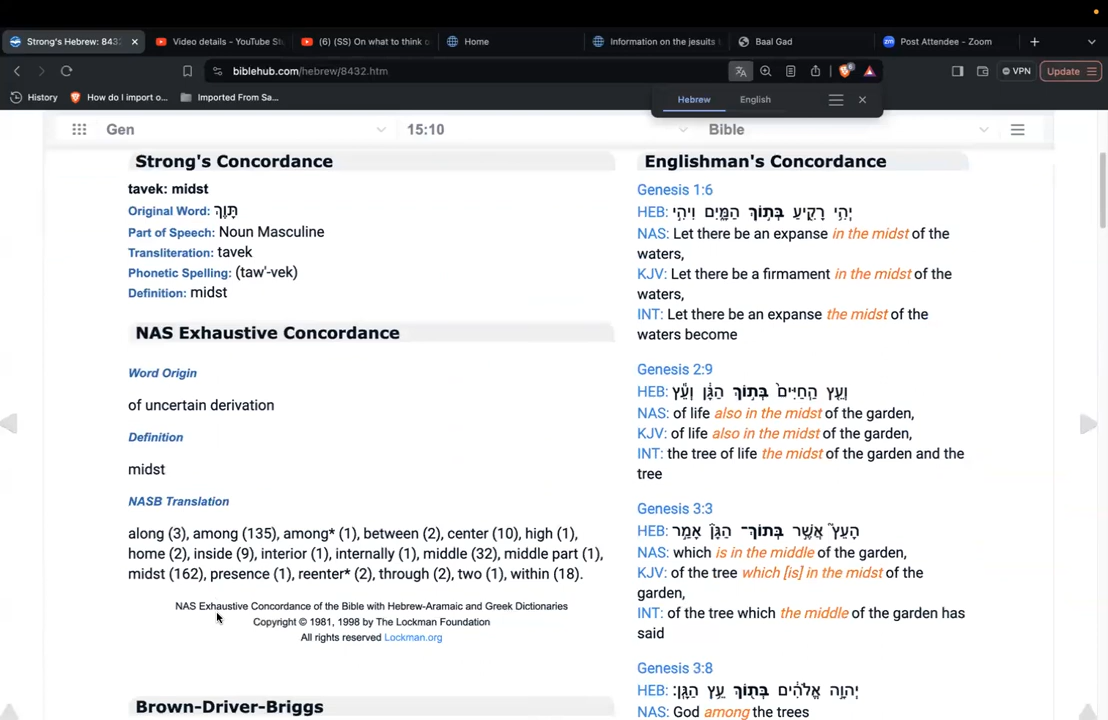 Strong's Hebrew: 843
Video details - YouTube St
(6) (SS) On what to think o
Home
Information on the jesuits
Baal Gad
Post Attendee - Zoom
biblehub.com/hebrew/8432.htm
VPN
Update
History
How do I import o...
Imported From Sa...
Hebrew
English
Gen
15:10
Bible
Strong's Concordance
tavek: midst
Original Word: תָּוֶךְ
Part of Speech: Noun Masculine
Transliteration: tavek
Phonetic Spelling: (taw'-vek)
Definition: midst
NAS Exhaustive Concordance
Word Origin
of uncertain derivation
Definition
midst
NASB Translation
along (3), among (135), among* (1), between (2), center (10), high (1),
home (2), inside (9), interior (1), internally (1), middle (32), middle part (1),
midst (162), presence (1), reenter* (2), through (2), two (1), within (18).
NAS Exhaustive Concordance of the Bible with Hebrew-Aramaic and Greek Dictionaries
Copyright © 1981, 1998 by The Lockman Foundation
All rights reserved Lockman.org
Brown-Driver-Briggs
Englishman's Concordance
Genesis 1:6
HEB: יְהִ֥י רָקִ֖יעַ בְּת֣וֹךְ הַמָּ֑יִם וִיהִ֣י
NAS: Let there be an expanse in the midst of the
waters,
KJV: Let there be a firmament in the midst of the
waters,
INT: Let there be an expanse the midst of the
waters become
Genesis 2:9
HEB: וְעֵ֤ץ הַֽחַיִּים֙ בְּת֣וֹךְ הַגָּ֔ן וְעֵ֕ץ
NAS: of life also in the midst of the garden,
KJV: of life also in the midst of the garden,
INT: the tree of life the midst of the garden and the
tree
Genesis 3:3
HEB: הָעֵץ֮ אֲשֶׁ֣ר בְּתוֹךְ־ הַגָּן֒ אָמַ֣ר
NAS: which is in the middle of the garden,
KJV: of the tree which [is] in the midst of the
garden,
INT: of the tree which the middle of the garden has
said
Genesis 3:8
HEB: יְהוָ֣ה אֱלֹהִ֔ים בְּת֖וֹךְ עֵ֥ץ הַגָּֽן׃
NAS: God among the trees